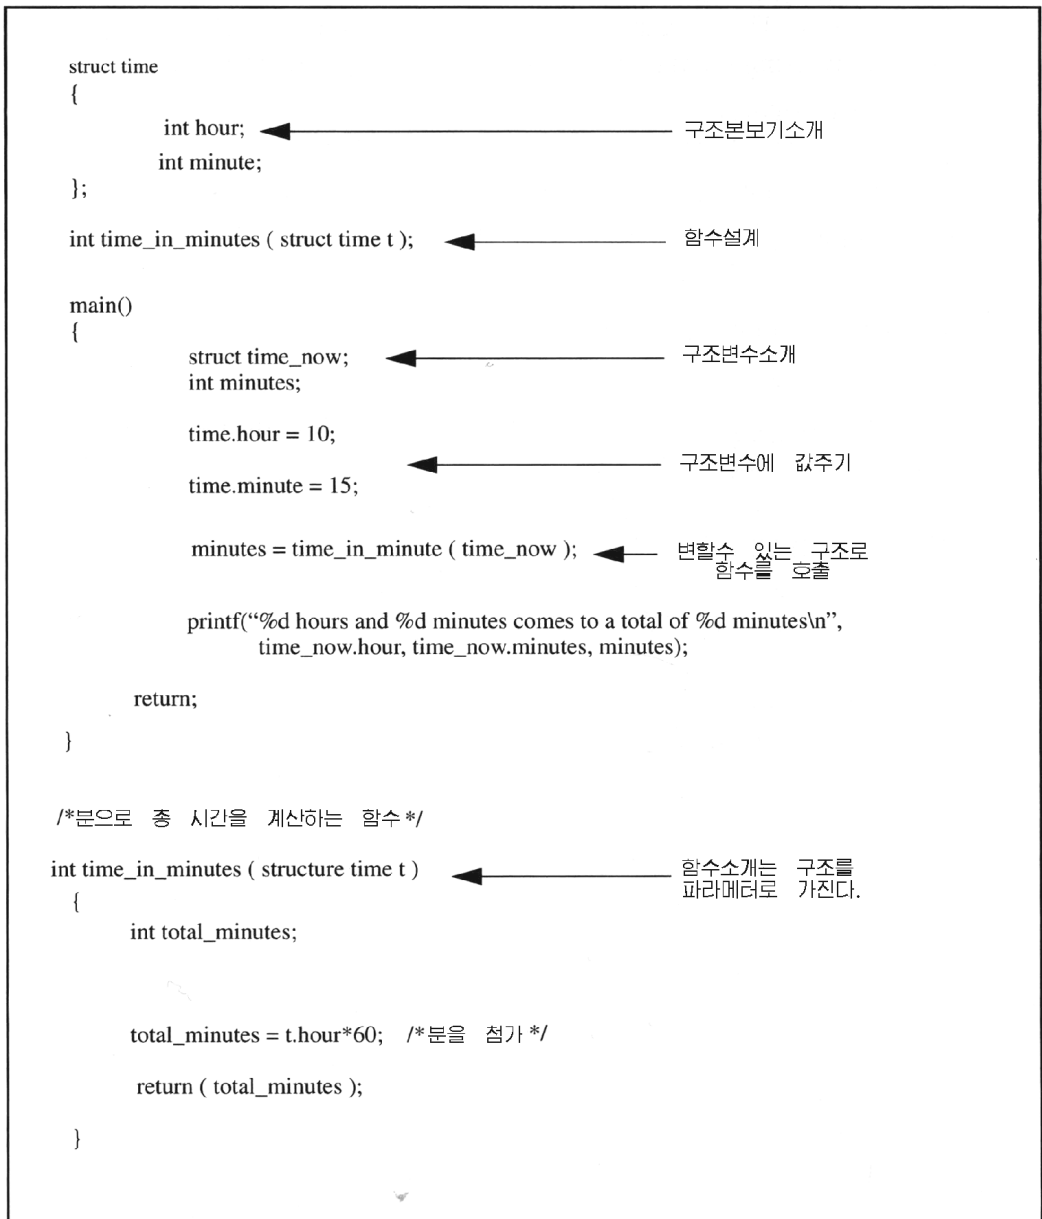 struct time
{
int hour; 구조본보기소개
int minute;
};
int time_in_minutes ( struct time t ); 함수설계
main()
{
struct time_now; 구조변수소개
int minutes;
time.hour = 10;
구조변수에 값주기
time.minute = 15;
minutes = time_in_minute ( time_now ); 변할수 있는 구조로
함수를 호출
printf(“%d hours and %d minutes comes to a total of %d minutes\n”,
time_now.hour, time_now.minutes, minutes);
return;
}
/*분으로 총 시간을 계산하는 함수 */
int time_in_minutes ( structure time t ) 함수소개는 구조를
파라메터로 가진다.
{
int total_minutes;
total_minutes = t.hour*60; /*분을 첨가 */
return ( total_minutes );
}